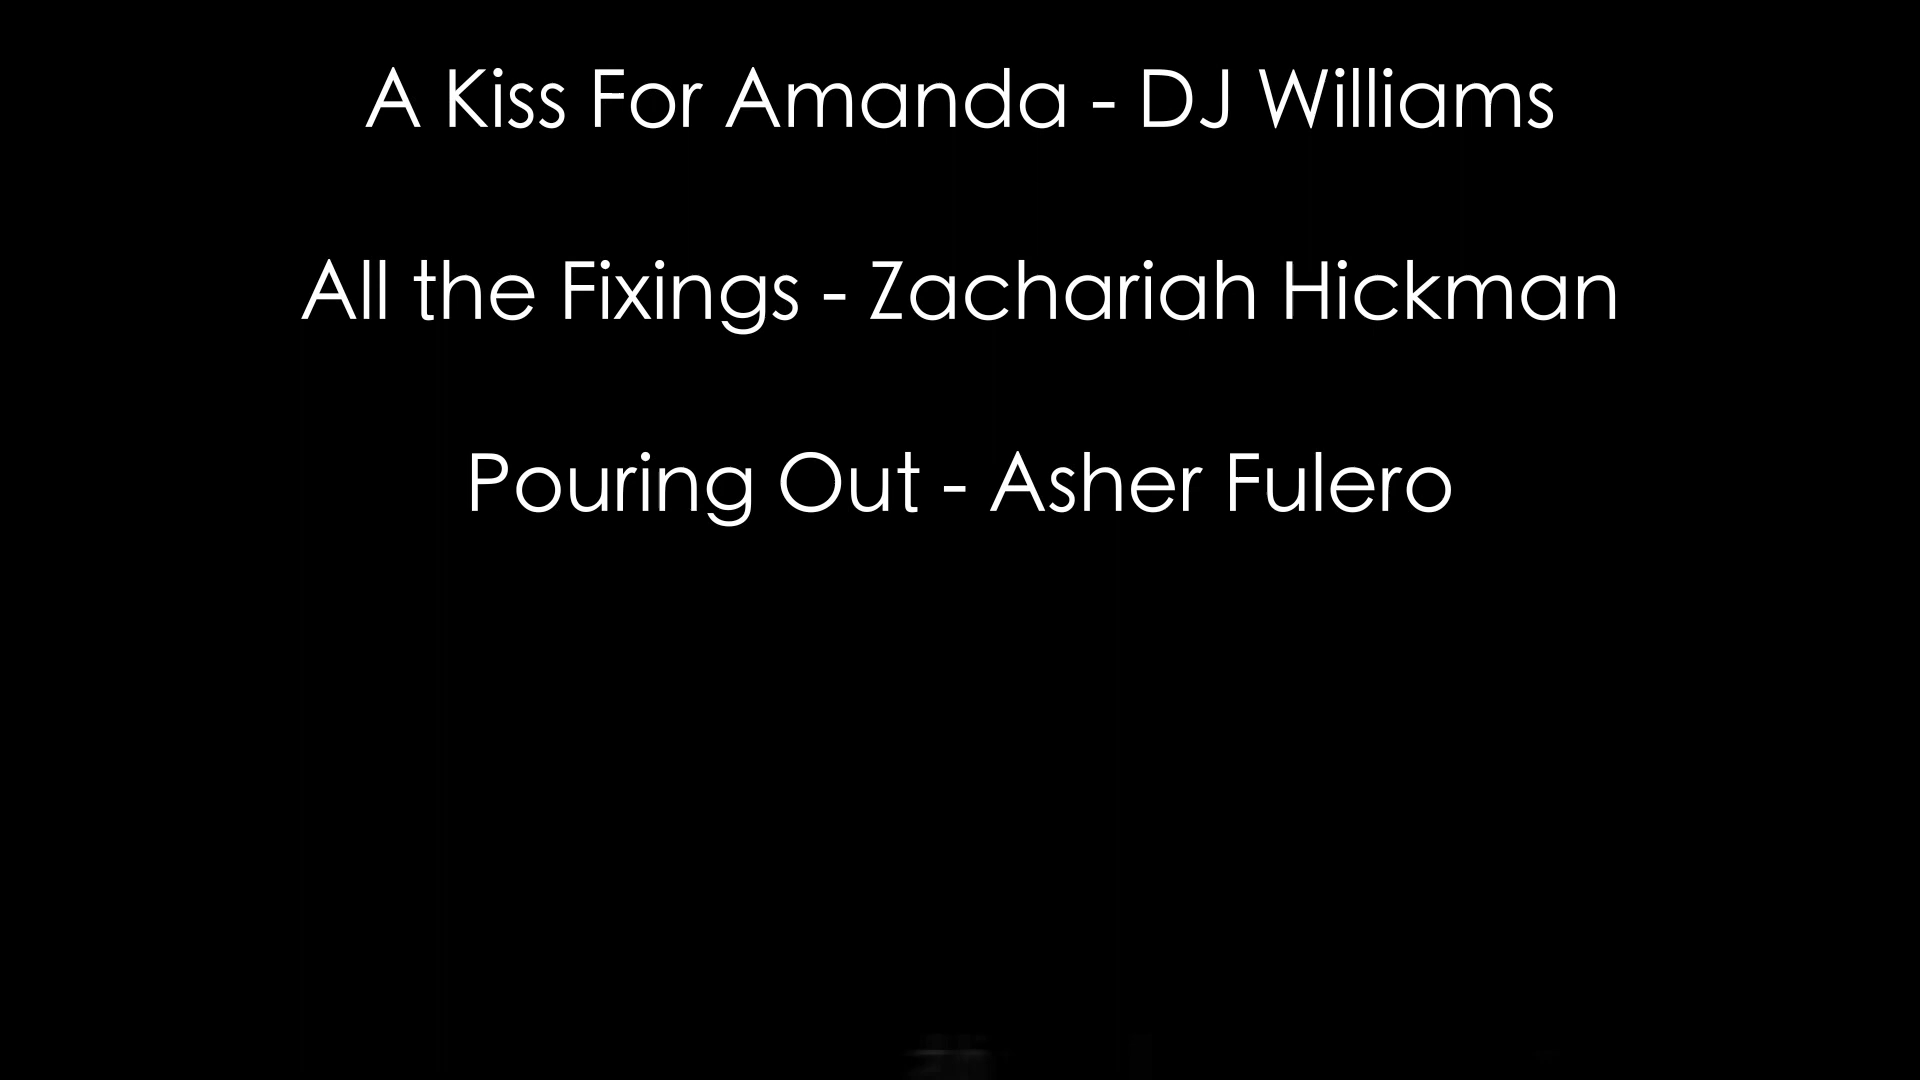 A Kiss For Amanda - DJ Williams
All the Fixings - Zachariah Hickman
Pouring Out - Asher Fulero